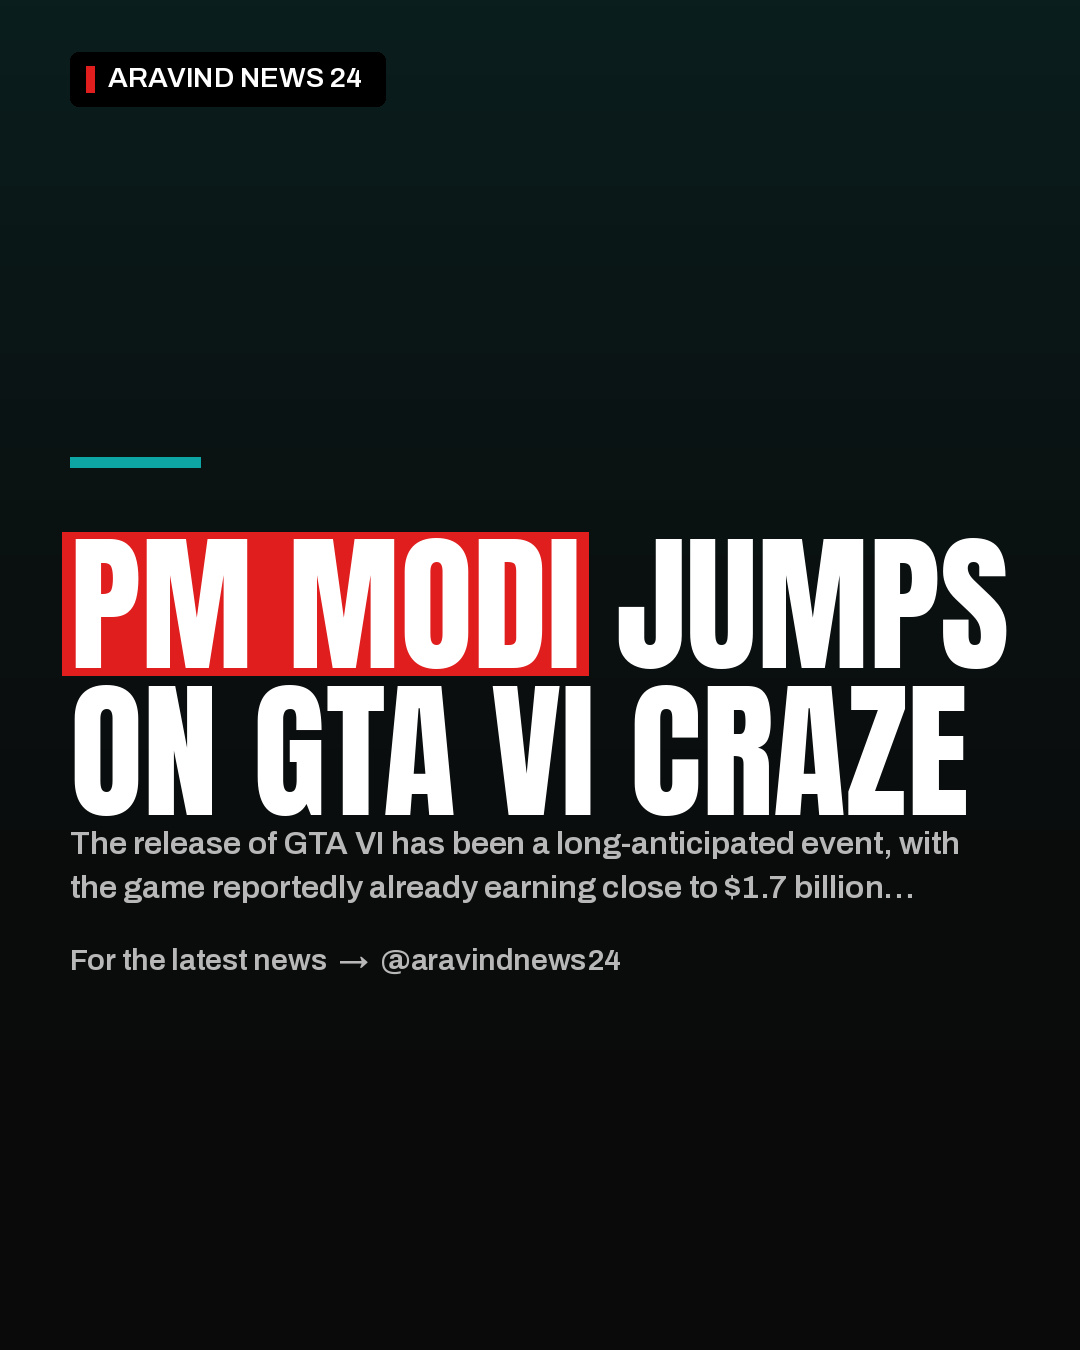 ARAVIND NEWS 24
PM MODI JUMPS
ON GTA VI CRAZE
The release of GTA VI has been a long-anticipated event, with
the game reportedly already earning close to $1.7 billion...
For the latest news → @aravindnews24